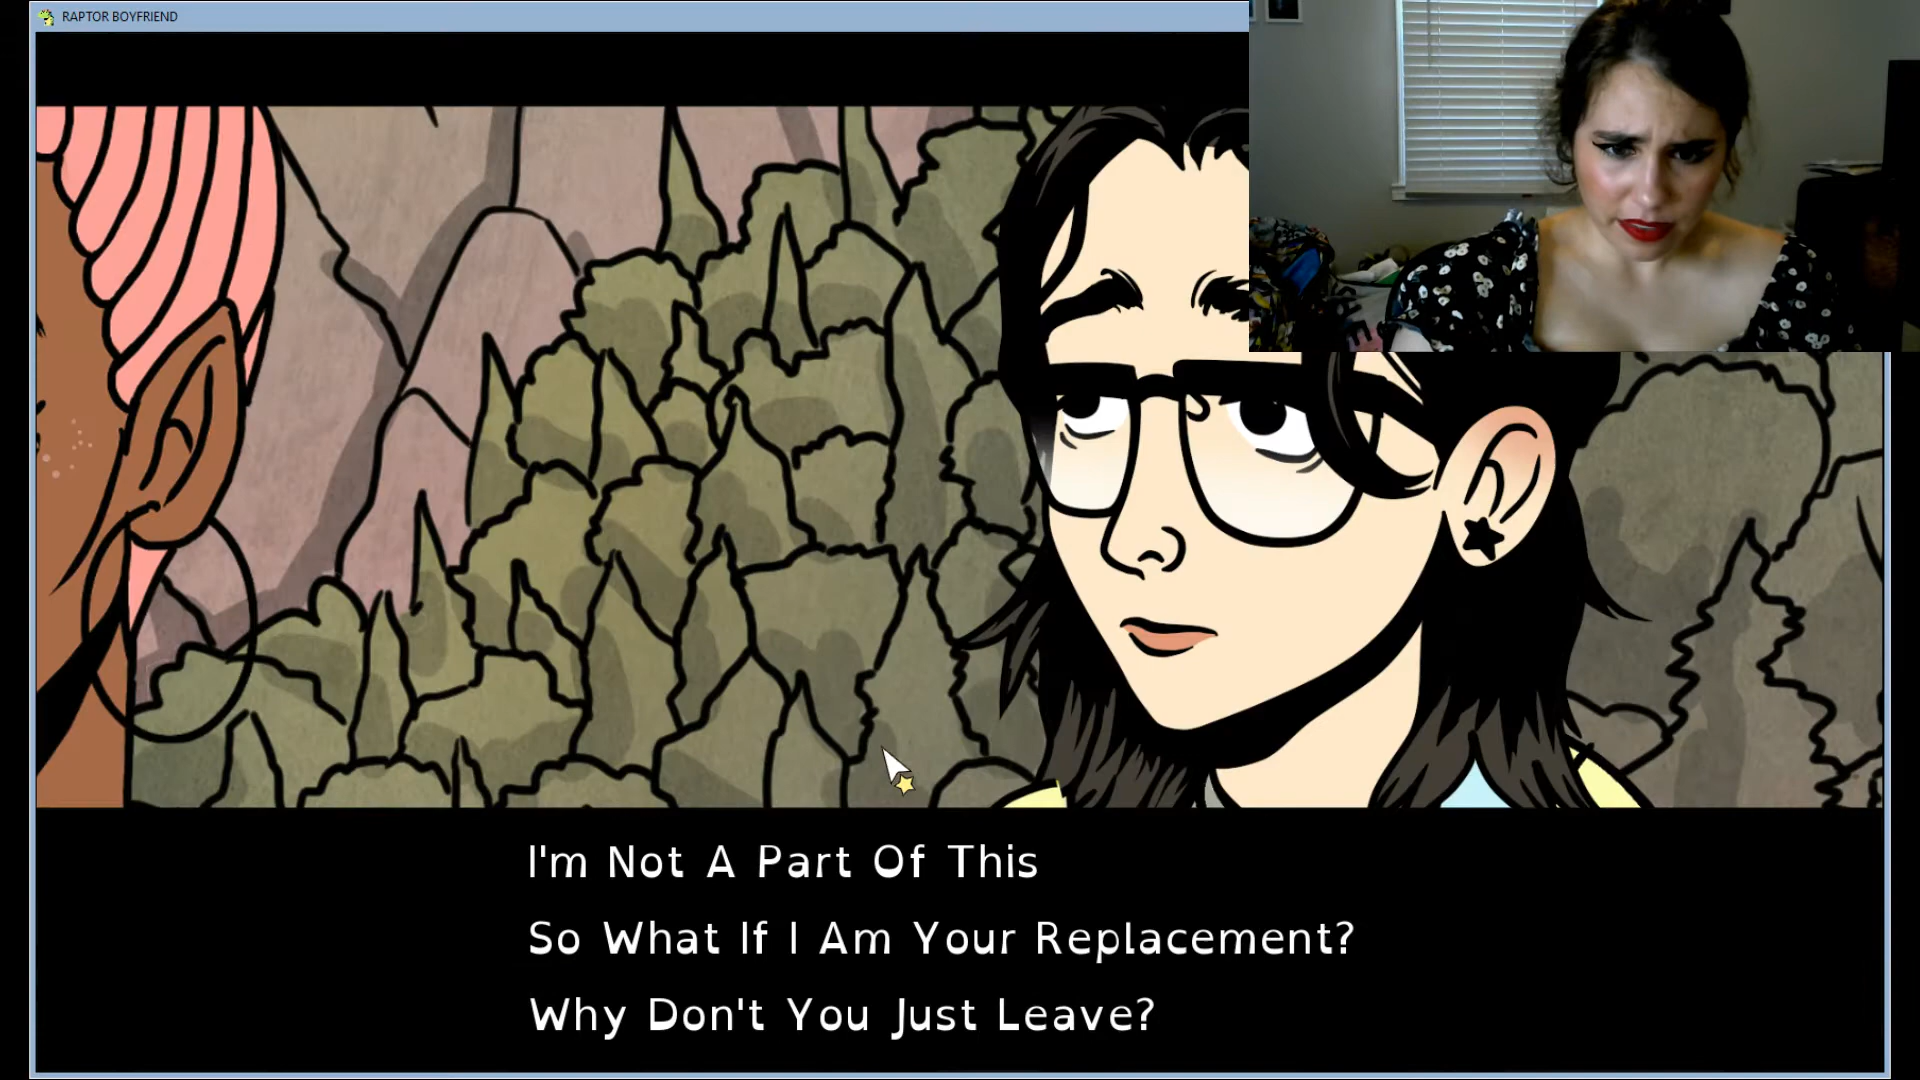 RAPTOR BOYFRIEND
I'm Not A Part Of This
So What If I Am Your Replacement?
Why Don't You Just Leave?